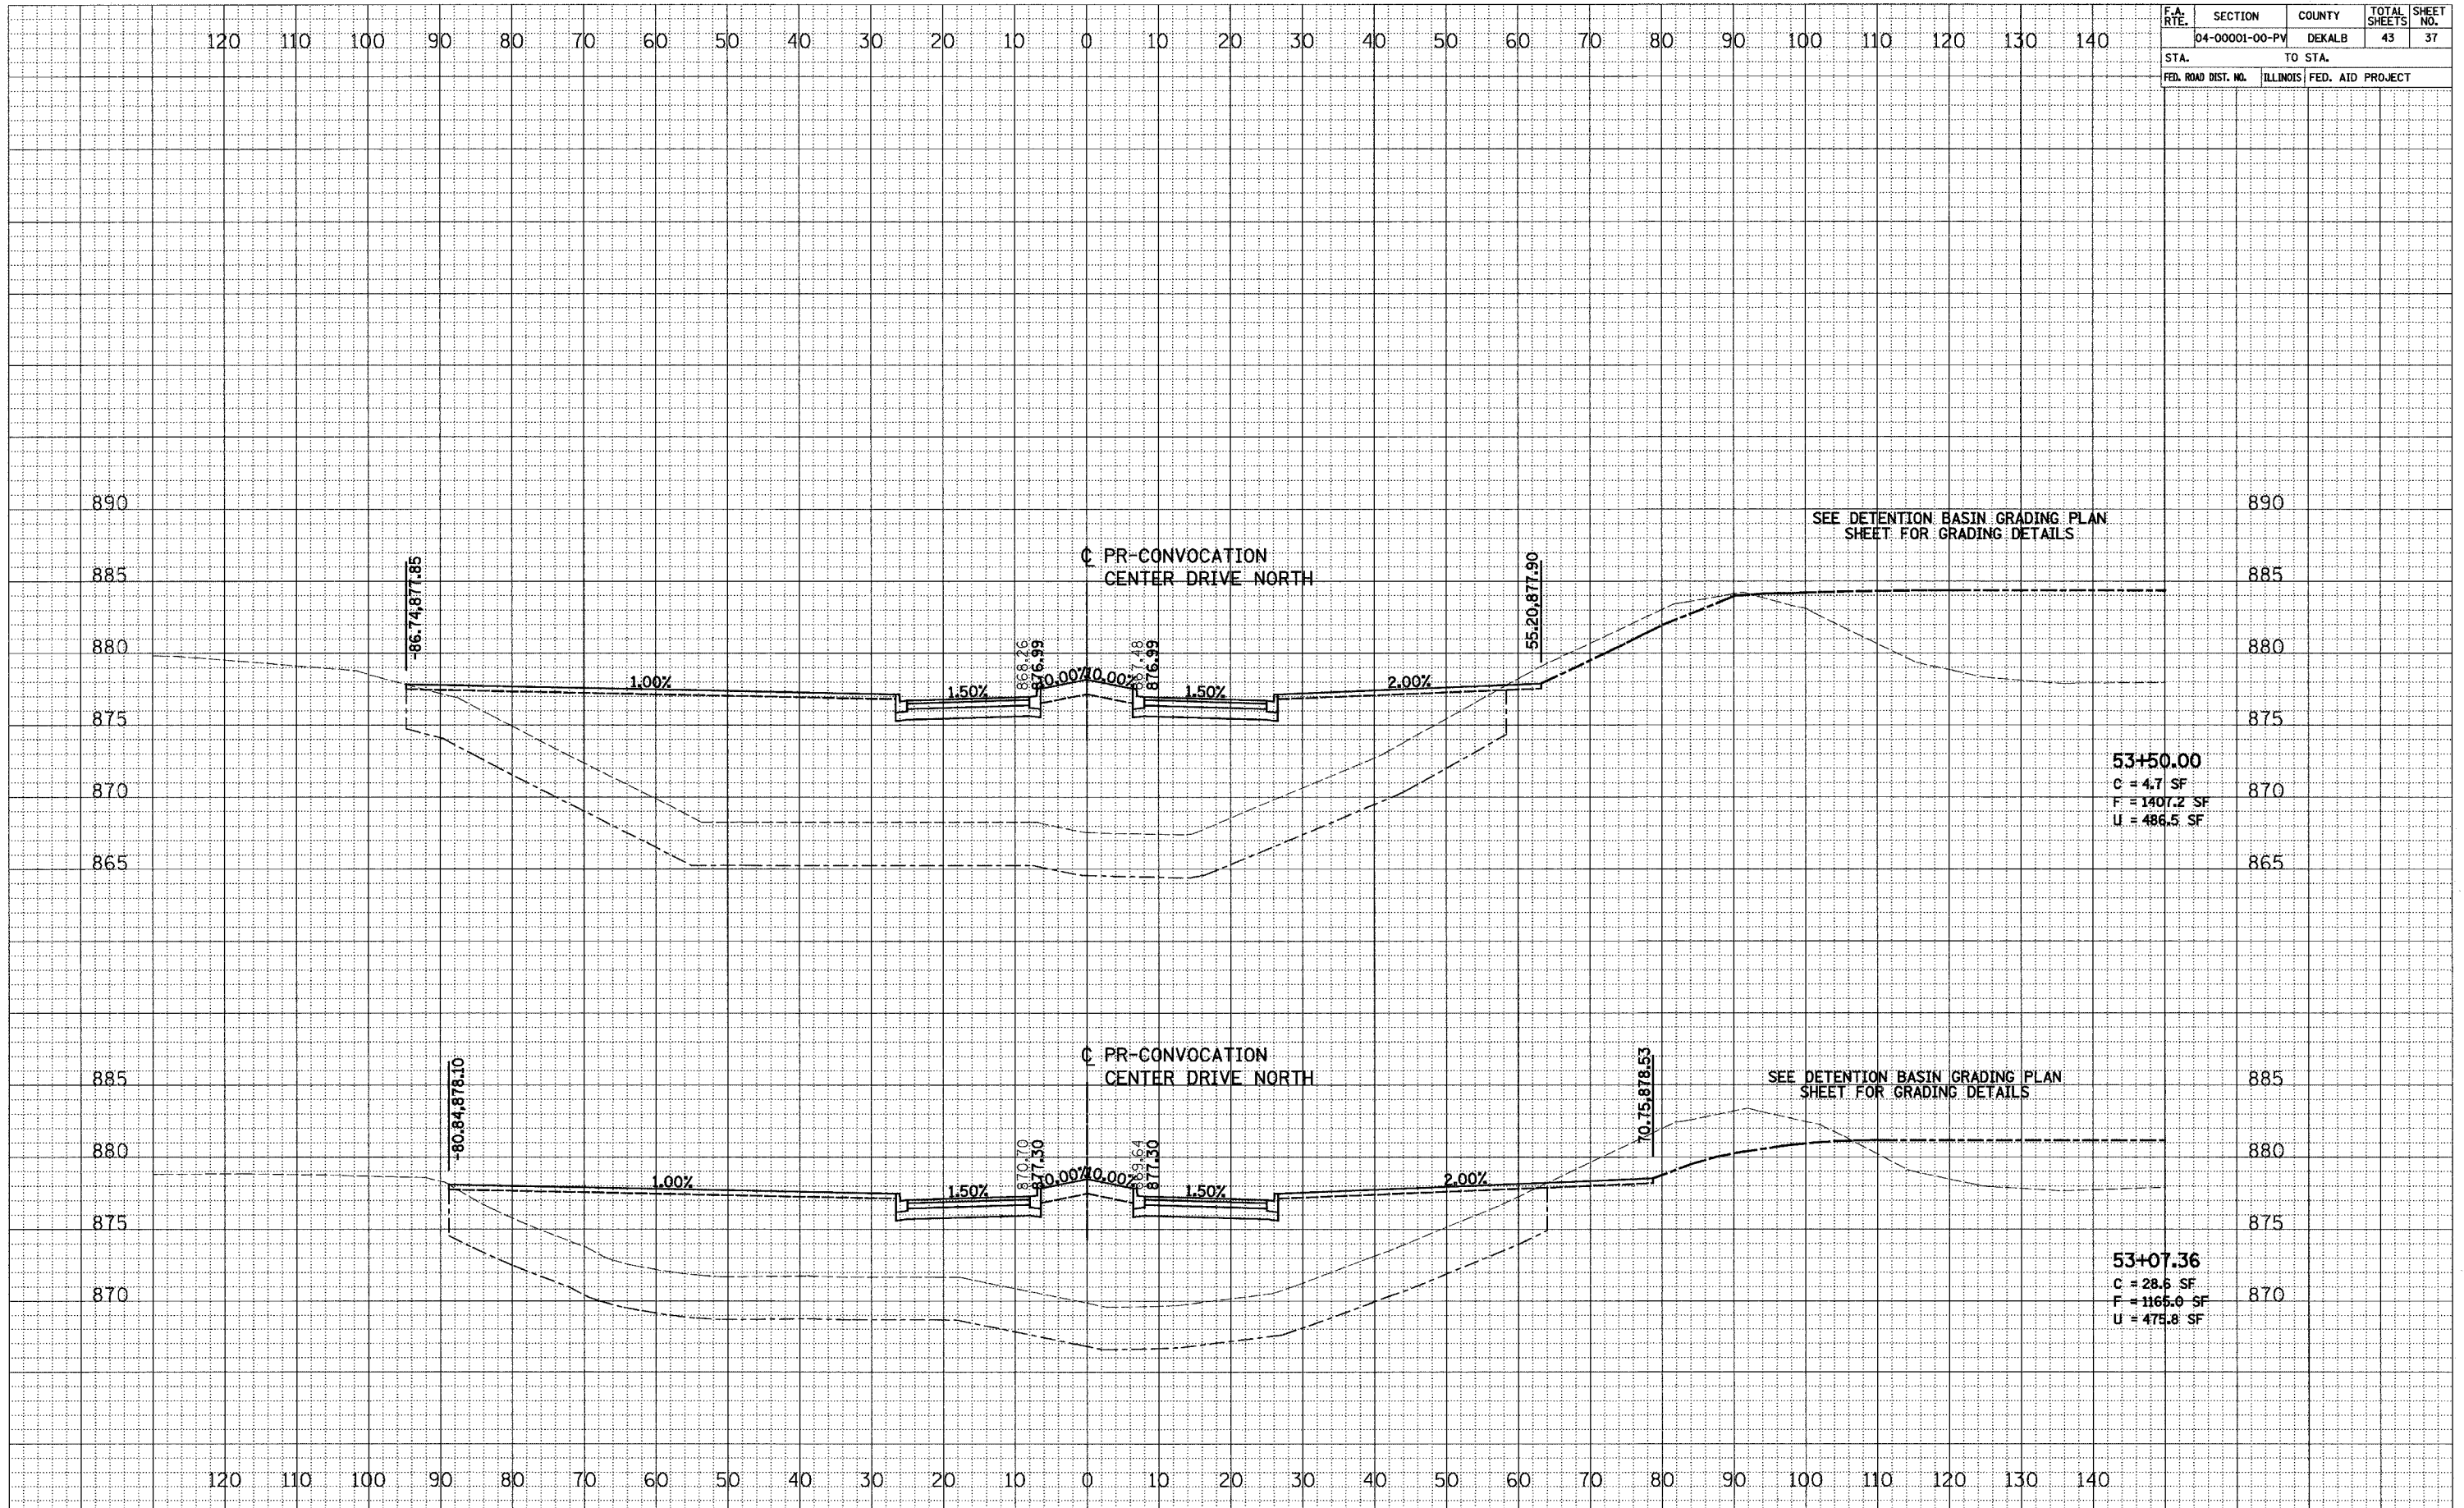 F.A. RTE. SECTION COUNTY TOTAL SHEETS SHEET NO.
04-00001-00-PV DEKALB 43 37
STA. TO STA.
FED. ROAD DIST. NO. ILLINOIS FED. AID PROJECT
120 110 100 90 80 70 60 50 40 30 20 10 0 10 20 30 40 50 60 70 80 90 100 110 120 130 140
890 890
SEE DETENTION BASIN GRADING PLAN
SHEET FOR GRADING DETAILS
℄ PR-CONVOCATION
CENTER DRIVE NORTH
885 885
-86.74,877.85
55.20,877.90
880 880
868.26
876.99
867.48
876.99
1.00%
1.50%
10.00%
10.00%
1.50%
2.00%
875 875
53+50.00
C = 4.7 SF
F = 1407.2 SF
U = 486.5 SF
870 870
865 865
℄ PR-CONVOCATION
CENTER DRIVE NORTH
SEE DETENTION BASIN GRADING PLAN
SHEET FOR GRADING DETAILS
885 885
-80.84,878.10
70.75,878.53
880 880
870.70
877.30
869.64
877.30
1.00%
1.50%
10.00%
10.00%
1.50%
2.00%
875 875
53+07.36
C = 28.6 SF
F = 1165.0 SF
U = 475.8 SF
870 870
120 110 100 90 80 70 60 50 40 30 20 10 0 10 20 30 40 50 60 70 80 90 100 110 120 130 140